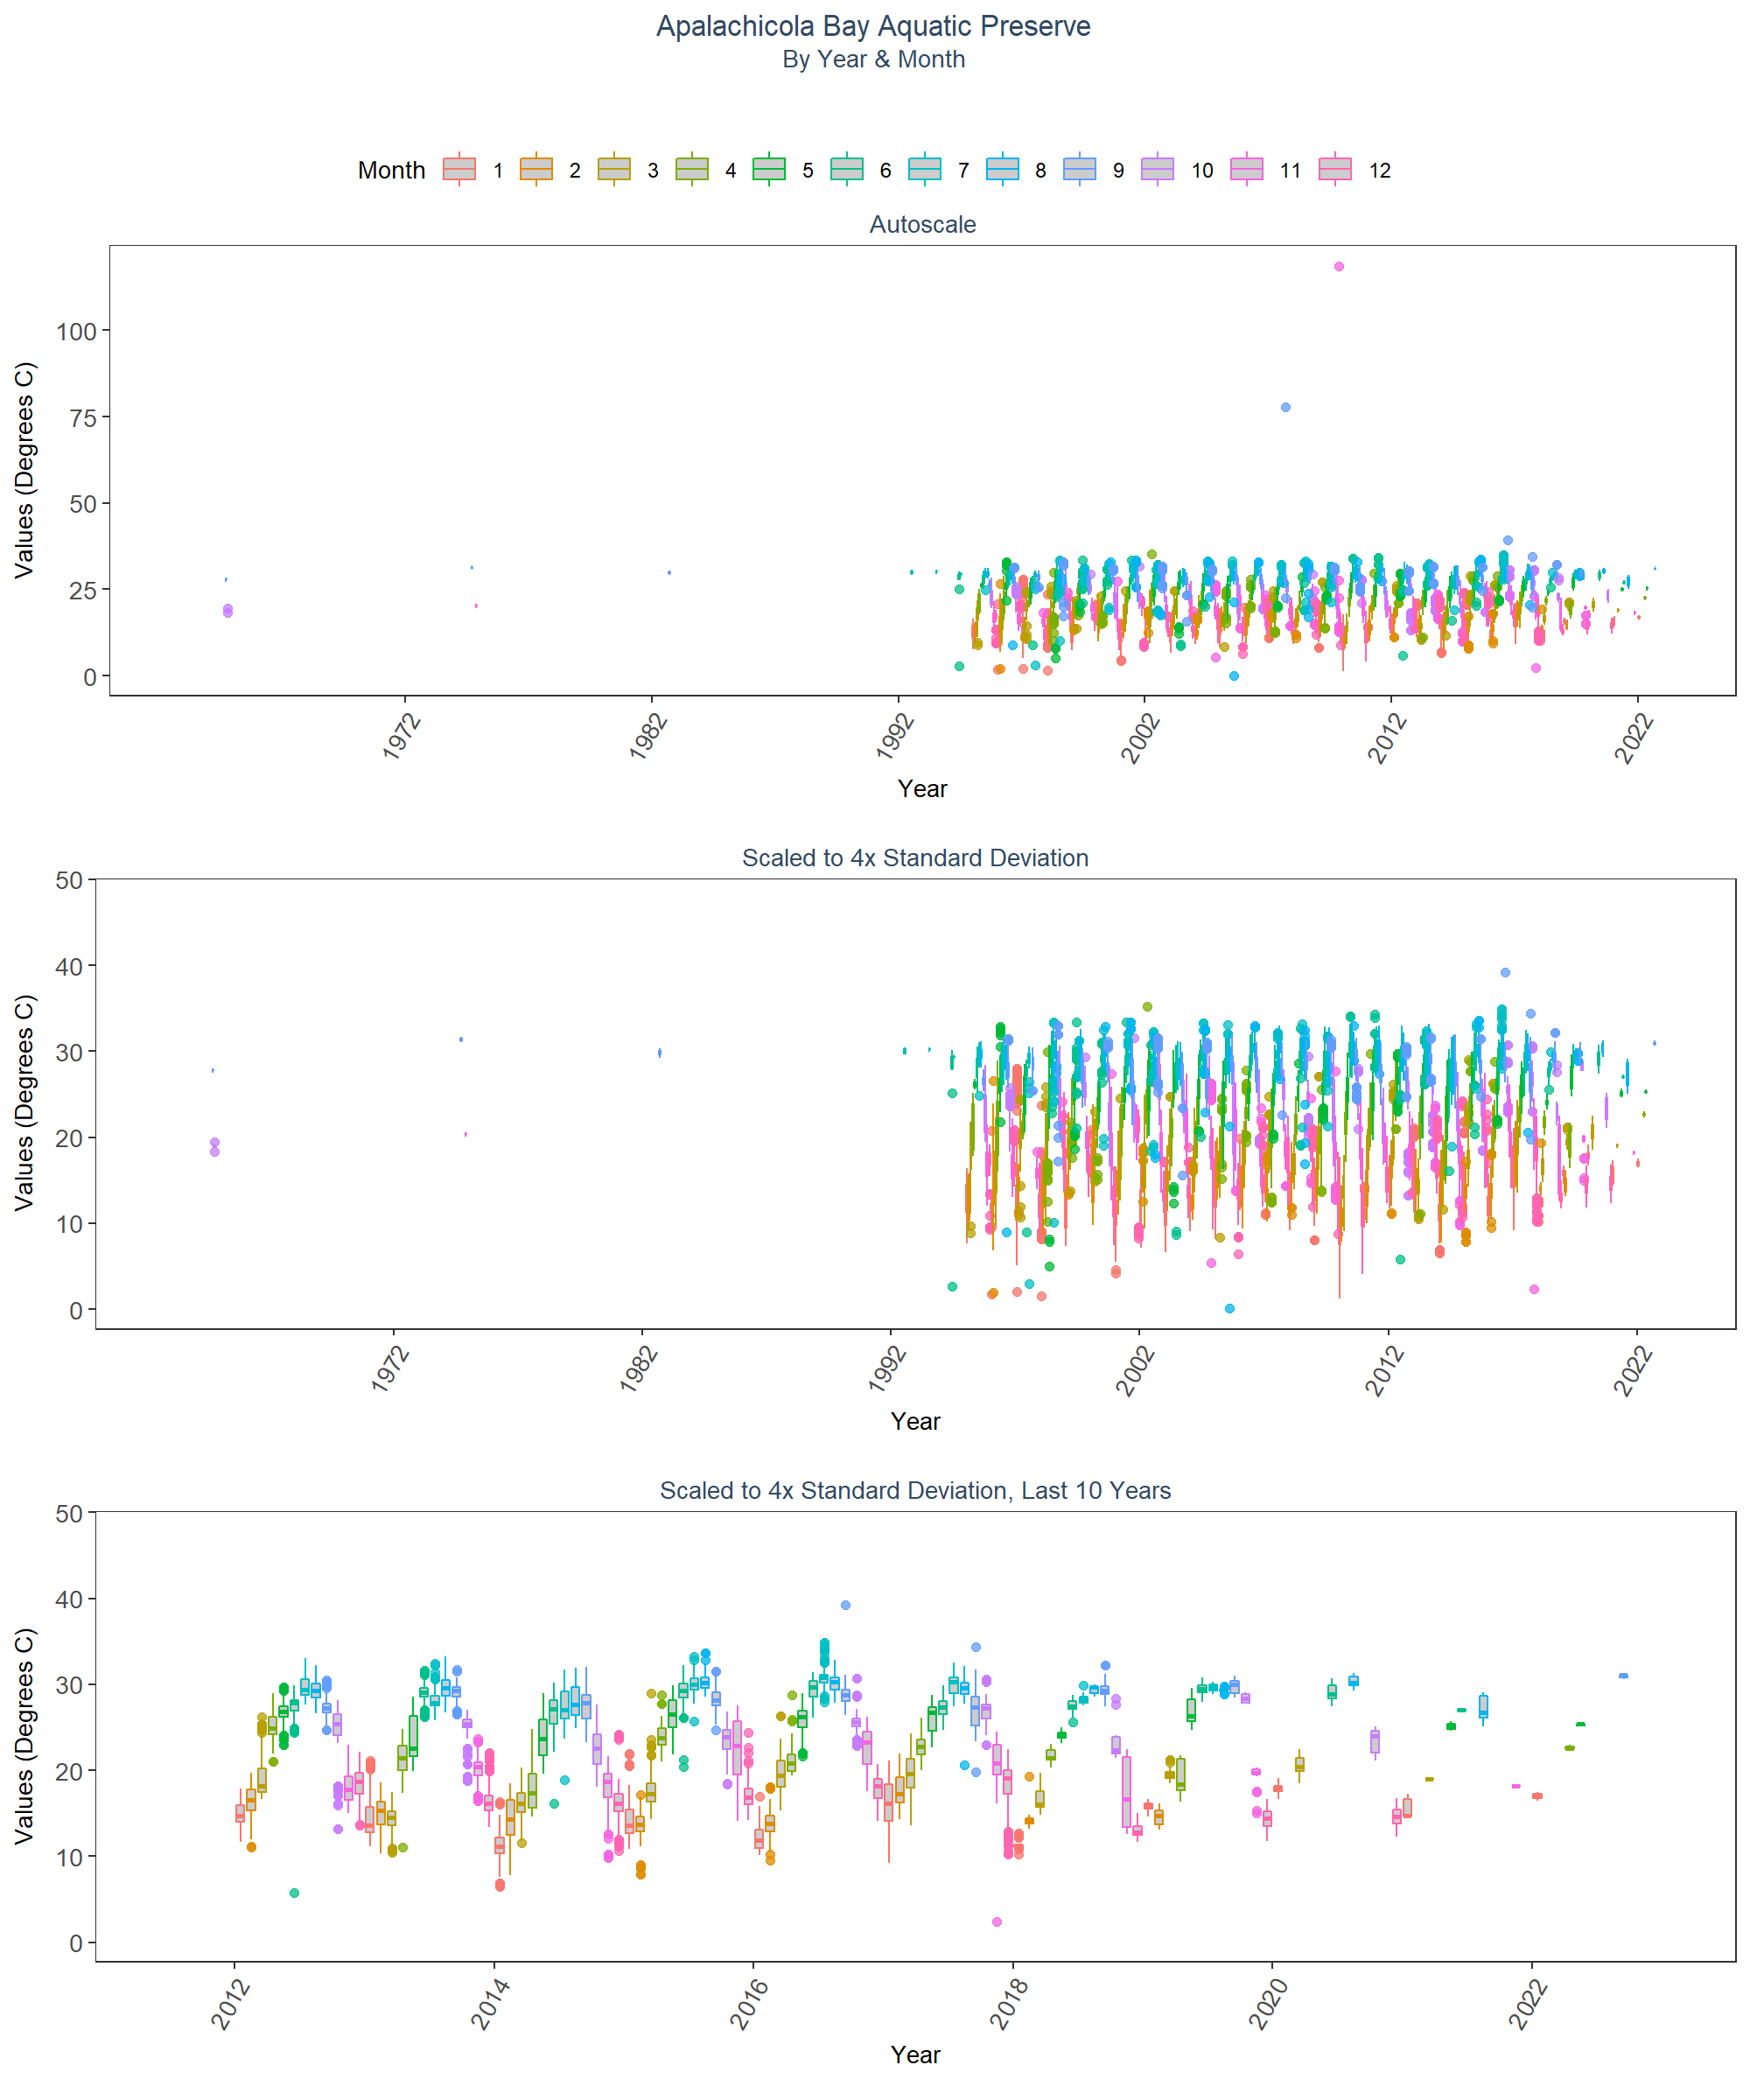 Apalachicola Bay Aquatic Preserve
By Year & Month
Month 1 2 3 4 5 6 7 8 9 10 11 12
Autoscale
Values (Degrees C)
100
75
50
25
0
1972 1982 1992 2002 2012 2022
Year
Scaled to 4x Standard Deviation
Values (Degrees C)
50
40
30
20
10
0
1972 1982 1992 2002 2012 2022
Year
Scaled to 4x Standard Deviation, Last 10 Years
Values (Degrees C)
50
40
30
20
10
0
2012 2014 2016 2018 2020 2022
Year